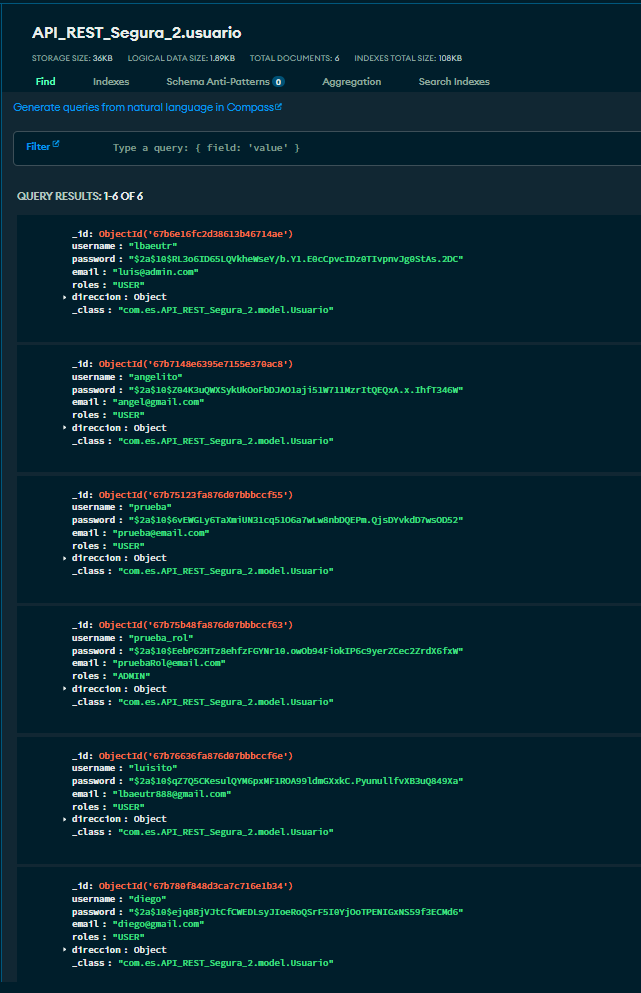 API_REST_Segura_2.usuario
STORAGE SIZE: 36KB LOGICAL DATA SIZE: 1.89KB TOTAL DOCUMENTS: 6 INDEXES TOTAL SIZE: 108KB
Find Indexes Schema Anti-Patterns 0 Aggregation Search Indexes
Generate queries from natural language in Compass
Filter Type a query: { field: 'value' }
QUERY RESULTS: 1-6 OF 6
_id: ObjectId('67b6e16fc2d38613b46714ae')
username : "lbaeutr"
password : "$2a$10$RL3o6ID65LQVkheWseY/b.Y1.E0cCpvcIDz0TIvpnvJg0StAs.2DC"
email : "luis@admin.com"
roles : "USER"
direccion : Object
_class : "com.es.API_REST_Segura_2.model.Usuario"
_id: ObjectId('67b7148e6395e7155e370ac8')
username : "angelito"
password : "$2a$10$Z04K3uQWXSykUkOoFbDJAO1aji51W711MzrItQEQxA.x.IhfT346W"
email : "angel@gmail.com"
roles : "USER"
direccion : Object
_class : "com.es.API_REST_Segura_2.model.Usuario"
_id: ObjectId('67b75123fa876d07bbbccf55')
username : "prueba"
password : "$2a$10$6vEWGLy6TaXmiUN31cq51O6a7wLw8nbDQEPm.QjsDYvkdD7wsOD52"
email : "prueba@email.com"
roles : "USER"
direccion : Object
_class : "com.es.API_REST_Segura_2.model.Usuario"
_id: ObjectId('67b75b48fa876d07bbbccf63')
username : "prueba_rol"
password : "$2a$10$EebP62HTz8ehfzFGYNr10.owOb94FiokIP6c9yerZCec2ZrdX6fxW"
email : "pruebaRol@email.com"
roles : "ADMIN"
direccion : Object
_class : "com.es.API_REST_Segura_2.model.Usuario"
_id: ObjectId('67b76636fa876d07bbbccf6e')
username : "luisito"
password : "$2a$10$qZ7Q5CKesulQYM6pxMF1ROA99ldmGXxkC.PyunullfvXB3uQ849Xa"
email : "lbaeutr888@gmail.com"
roles : "USER"
direccion : Object
_class : "com.es.API_REST_Segura_2.model.Usuario"
_id: ObjectId('67b780f848d3ca7c716e1b34')
username : "diego"
password : "$2a$10$ejq8BjVJtCfCWEDLsyJIoeRoQSrF5I0YjOoTPENIGxNS59f3ECMd6"
email : "diego@gmail.com"
roles : "USER"
direccion : Object
_class : "com.es.API_REST_Segura_2.model.Usuario"